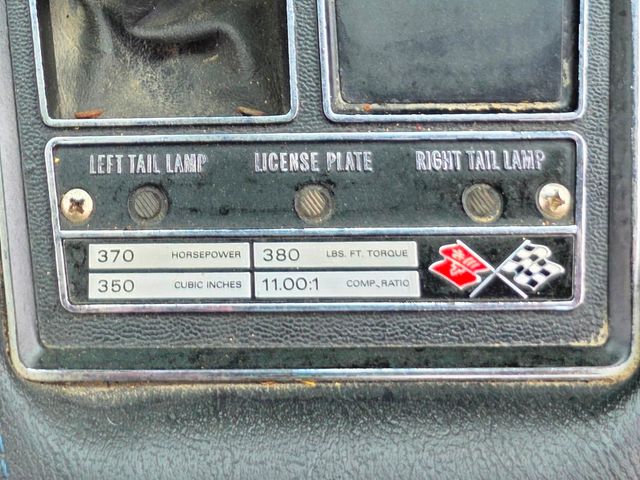 LEFT TAIL LAMP LICENSE PLATE RIGHT TAIL LAMP
370 HORSEPOWER 380 LBS. FT. TORQUE
350 CUBIC INCHES 11.00:1 COMP. RATIO